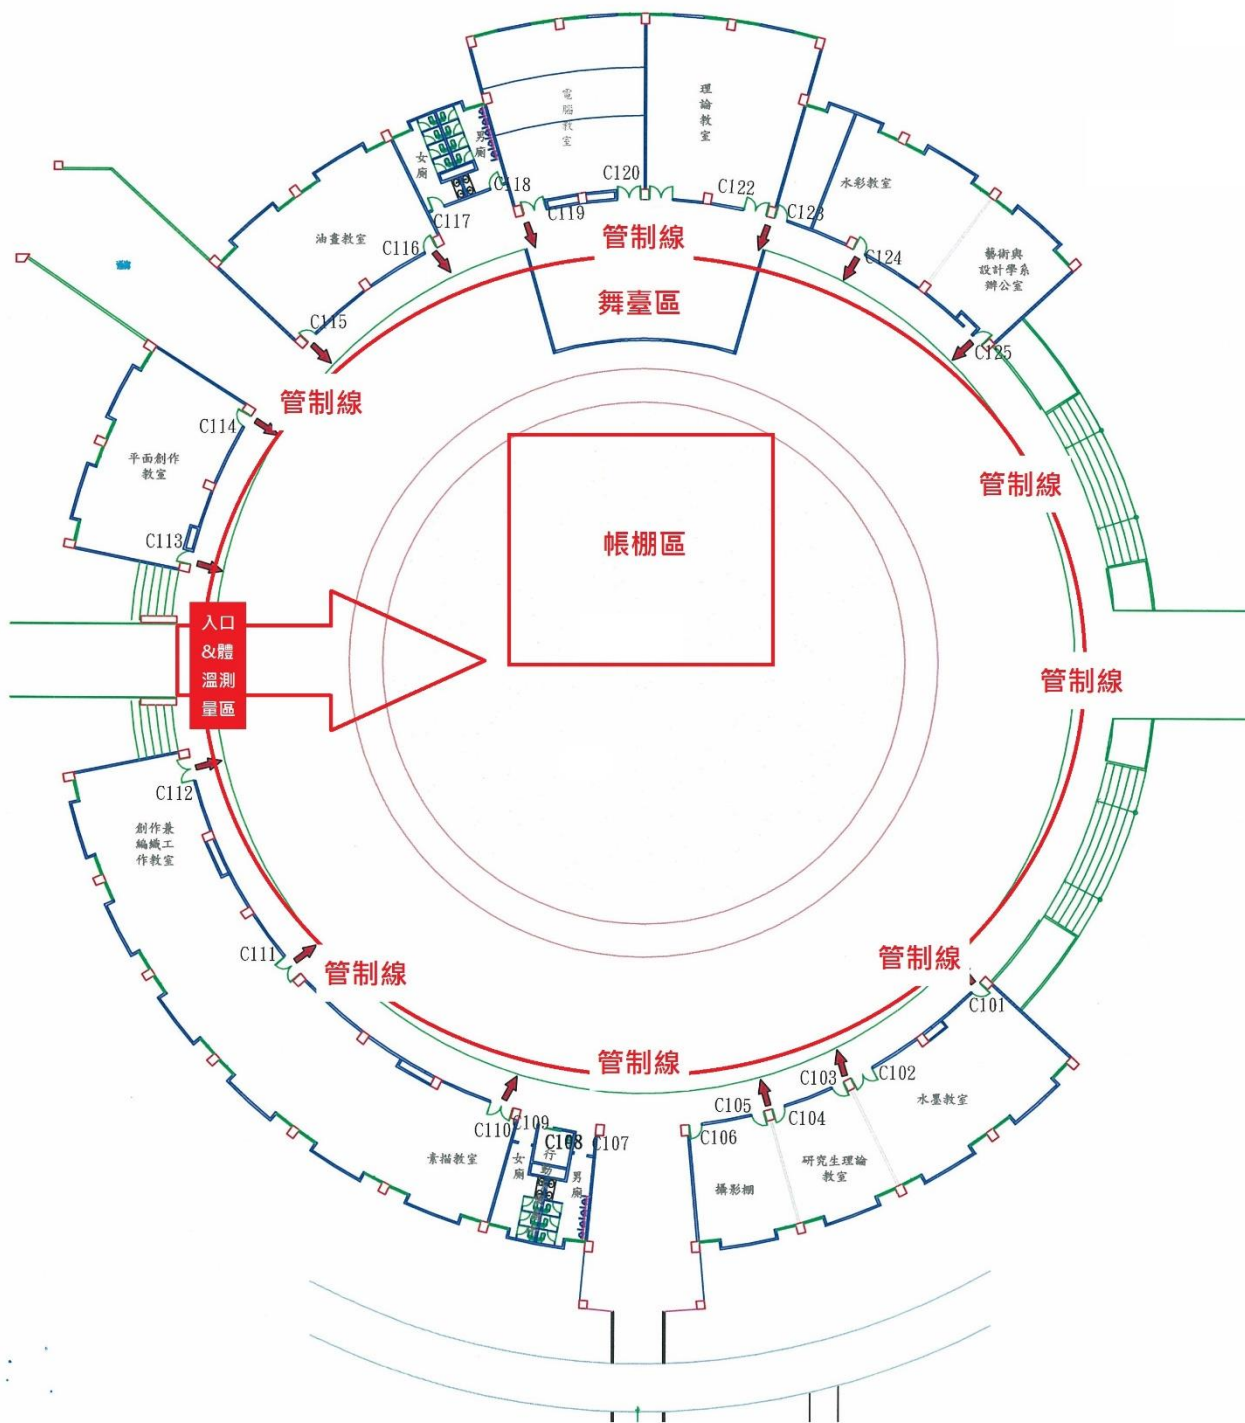 電
腦
教
室
理
論
教
室
男
廁
女
廁
水彩教室
油畫教室
藝術與
設計學系
辦公室
C120
C118
C119
C122
C123
C117
C116
C124
C115
C125
管制線
舞臺區
管制線
C114
平面創作
教室
管制線
帳棚區
C113
入口
&體
溫測
量區
管制線
C112
創作兼
編織工
作教室
C111
管制線
管制線
C101
管制線
C103
C102
C105
C104
C110
C109
C108
C107
C106
水墨教室
素描教室
女
廁
行
動
男
廁
研究生理論
教室
攝影棚